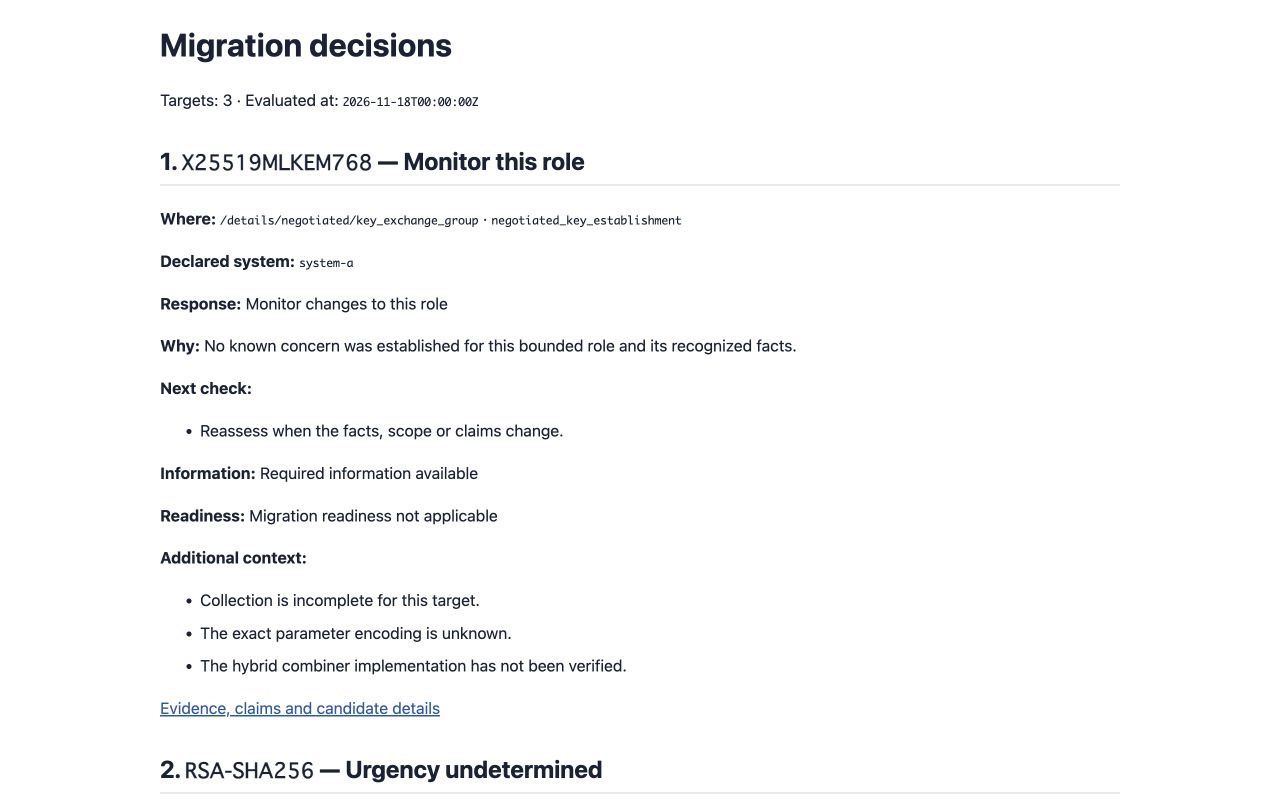 Migration decisions
Targets: 3 · Evaluated at: 2026-11-18T00:00:00Z
1. X25519MLKEM768 — Monitor this role
Where: /details/negotiated/key_exchange_group · negotiated_key_establishment
Declared system: system-a
Response: Monitor changes to this role
Why: No known concern was established for this bounded role and its recognized facts.
Next check:
• Reassess when the facts, scope or claims change.
Information: Required information available
Readiness: Migration readiness not applicable
Additional context:
• Collection is incomplete for this target.
• The exact parameter encoding is unknown.
• The hybrid combiner implementation has not been verified.
Evidence, claims and candidate details
2. RSA-SHA256 — Urgency undetermined